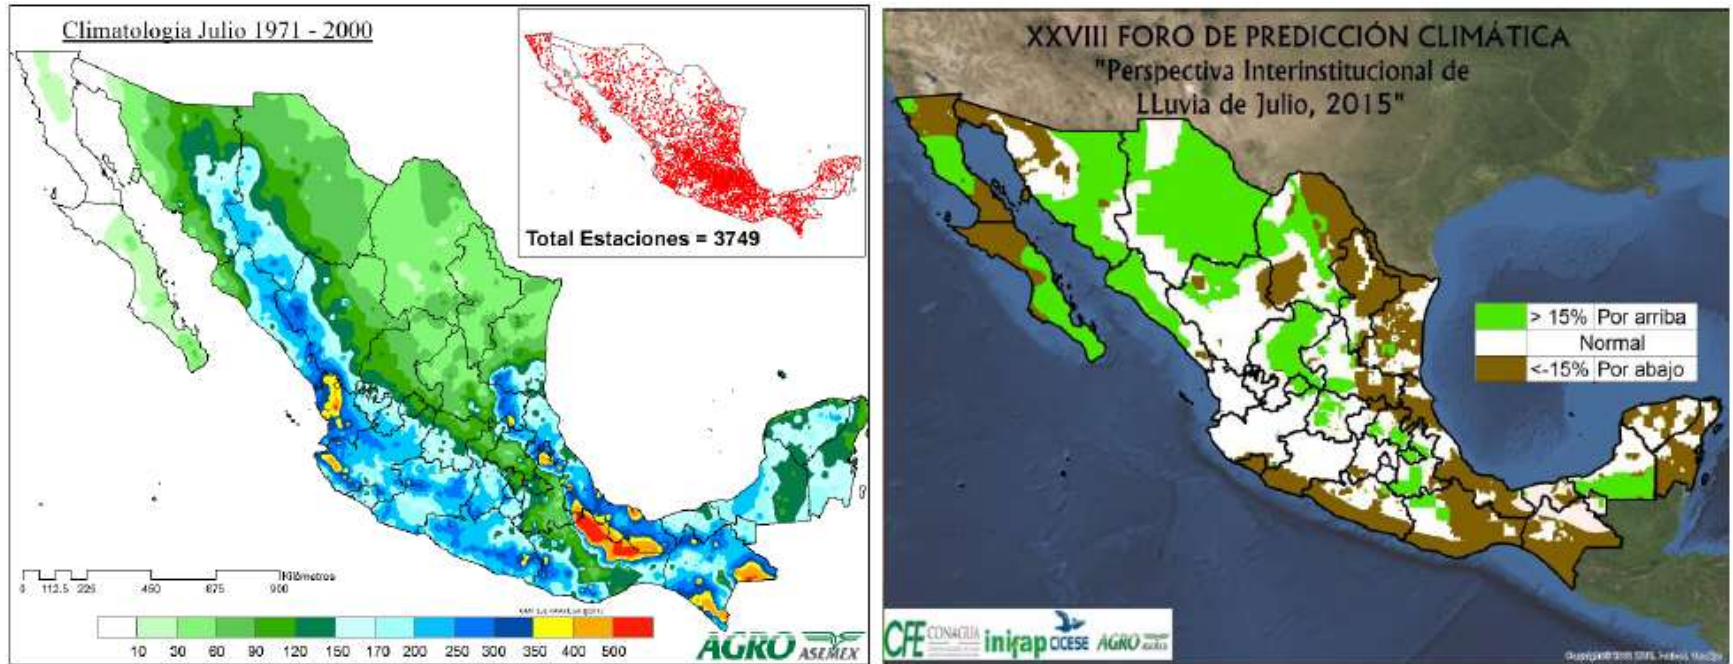 Climatología Julio 1971 - 2000
Total Estaciones = 3749
0 112.5 225 450 675 900
Kilómetros
10 30 60 90 120 150 170 200 250 300 350 400 500
AGRO
ASEMEX
XXVIII FORO DE PREDICCIÓN CLIMÁTICA
"Perspectiva Interinstitucional de
LLuvia de Julio, 2015"
> 15% Por arriba
Normal
<-15% Por abajo
CFE CONAGUA inifap CICESE AGRO